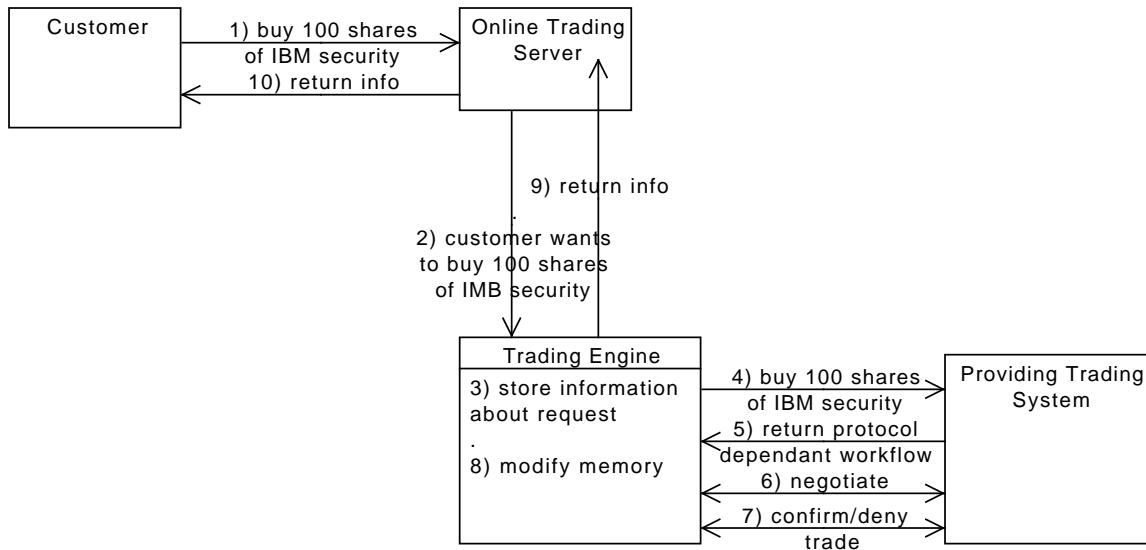 Customer
1) buy 100 shares
of IBM security
10) return info
Online Trading
Server
9) return info
.
2) customer wants
to buy 100 shares
of IMB security
Trading Engine
3) store information
about request
.
8) modify memory
4) buy 100 shares
of IBM security
5) return protocol
dependant workflow
6) negotiate
7) confirm/deny
trade
Providing Trading
System